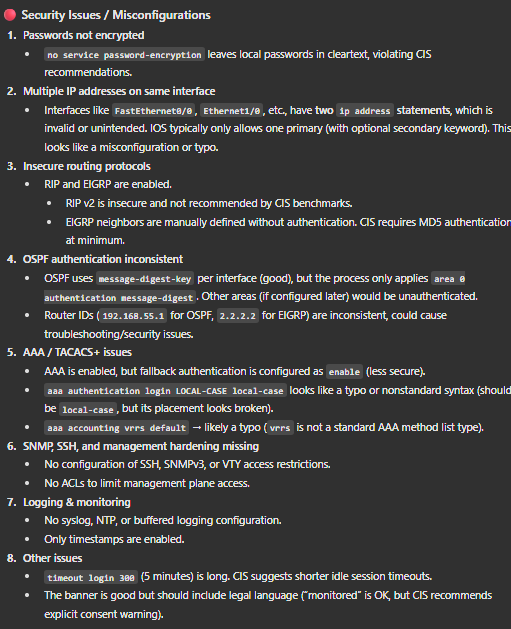 Security Issues / Misconfigurations
1. Passwords not encrypted
• no service password-encryption leaves local passwords in cleartext, violating CIS
recommendations.
2. Multiple IP addresses on same interface
• Interfaces like FastEthernet0/0, Ethernet1/0, etc., have two ip address statements, which is
invalid or unintended. IOS typically only allows one primary (with optional secondary keyword). This
looks like a misconfiguration or typo.
3. Insecure routing protocols
• RIP and EIGRP are enabled.
• RIP v2 is insecure and not recommended by CIS benchmarks.
• EIGRP neighbors are manually defined without authentication. CIS requires MD5 authentication
at minimum.
4. OSPF authentication inconsistent
• OSPF uses message-digest-key per interface (good), but the process only applies area 0
authentication message-digest. Other areas (if configured later) would be unauthenticated.
• Router IDs (192.168.55.1 for OSPF, 2.2.2.2 for EIGRP) are inconsistent, could cause
troubleshooting/security issues.
5. AAA / TACACS+ issues
• AAA is enabled, but fallback authentication is configured as enable (less secure).
• aaa authentication login LOCAL-CASE local-case looks like a typo or nonstandard syntax (should
be local-case, but its placement looks broken).
• aaa accounting vrrs default → likely a typo (vrrs is not a standard AAA method list type).
6. SNMP, SSH, and management hardening missing
• No configuration of SSH, SNMPv3, or VTY access restrictions.
• No ACLs to limit management plane access.
7. Logging & monitoring
• No syslog, NTP, or buffered logging configuration.
• Only timestamps are enabled.
8. Other issues
• timeout login 300 (5 minutes) is long. CIS suggests shorter idle session timeouts.
• The banner is good but should include legal language ("monitored" is OK, but CIS recommends
explicit consent warning).